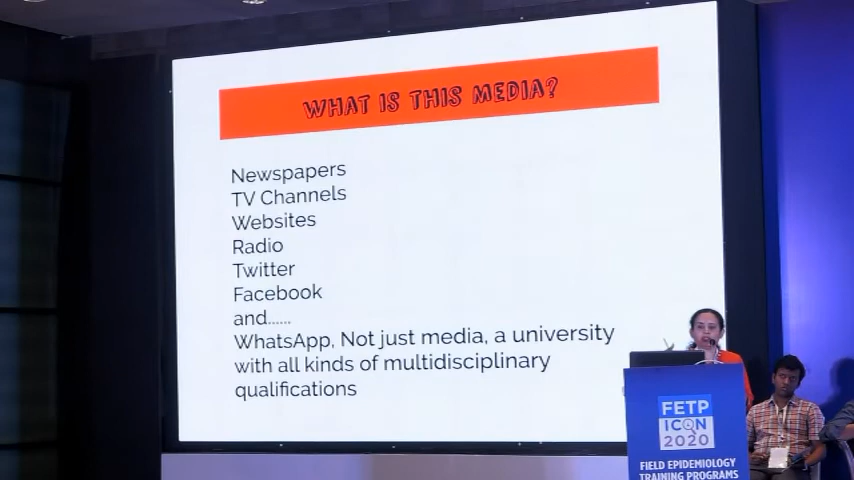 WHAT IS THIS MEDIA?
Newspapers
TV Channels
Websites
Radio
Twitter
Facebook
and......
WhatsApp, Not just media, a university
with all kinds of multidisciplinary
qualifications
FETP
ICON
2020
FIELD EPIDEMIOLOGY
TRAINING PROGRAMS